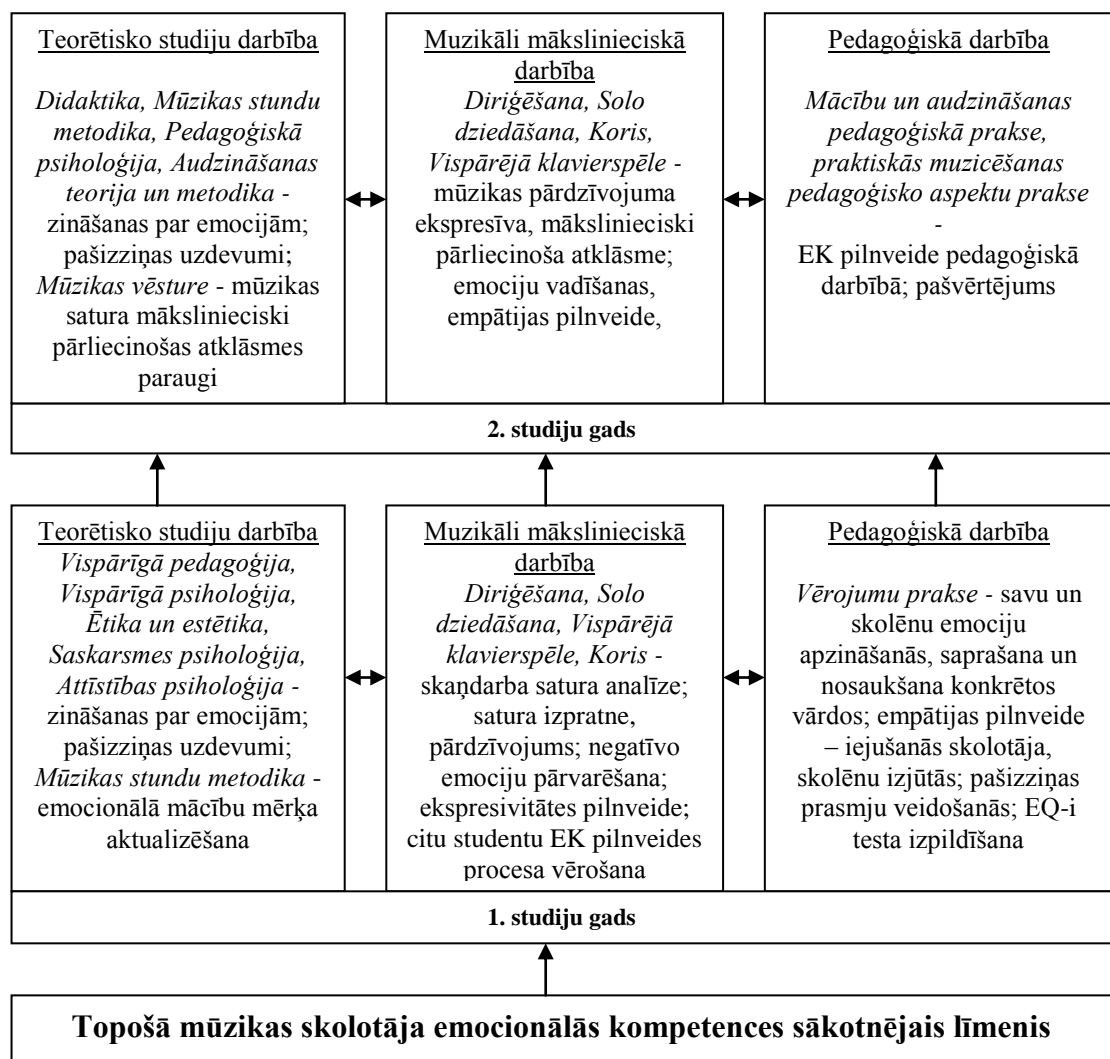 Teorētisko studiju darbība
Didaktika, Mūzikas stundu
metodika, Pedagoģiskā
psiholoģija, Audzināšanas
teorija un metodika -
zināšanas par emocijām;
pašizziņas uzdevumi;
Mūzikas vēsture - mūzikas
satura mākslinieciski
pārliecinošas atklāsmes
paraugi
Muzikāli mākslinieciskā
darbība
Diriģēšana, Solo
dziedāšana, Koris,
Vispārējā klavierspēle -
mūzikas pārdzīvojuma
ekspresīva, mākslinieciski
pārliecinoša atklāsme;
emociju vadīšanas,
empātijas pilnveide,
Pedagoģiskā darbība
Mācību un audzināšanas
pedagoģiskā prakse,
praktiskās muzicēšanas
pedagoģisko aspektu prakse
-
EK pilnveide pedagoģiskā
darbībā; pašvērtējums
2. studiju gads
Teorētisko studiju darbība
Vispārīgā pedagoģija,
Vispārīgā psiholoģija,
Ētika un estētika,
Saskarsmes psiholoģija,
Attīstības psiholoģija -
zināšanas par emocijām;
pašizziņas uzdevumi;
Mūzikas stundu metodika -
emocionālā mācību mērķa
aktualizēšana
Muzikāli mākslinieciskā
darbība
Diriģēšana, Solo
dziedāšana, Vispārējā
klavierspēle, Koris -
skaņdarba satura analīze;
satura izpratne,
pārdzīvojums; negatīvo
emociju pārvarēšana;
ekspresivitātes pilnveide;
citu studentu EK pilnveides
procesa vērošana
Pedagoģiskā darbība
Vērojumu prakse - savu un
skolēnu emociju
apzināšanās, saprašana un
nosaukšana konkrētos
vārdos; empātijas pilnveide
– iejušanās skolotāja,
skolēnu izjūtās; pašizziņas
prasmju veidošanās; EQ-i
testa izpildīšana
1. studiju gads
Topošā mūzikas skolotāja emocionālās kompetences sākotnējais līmenis